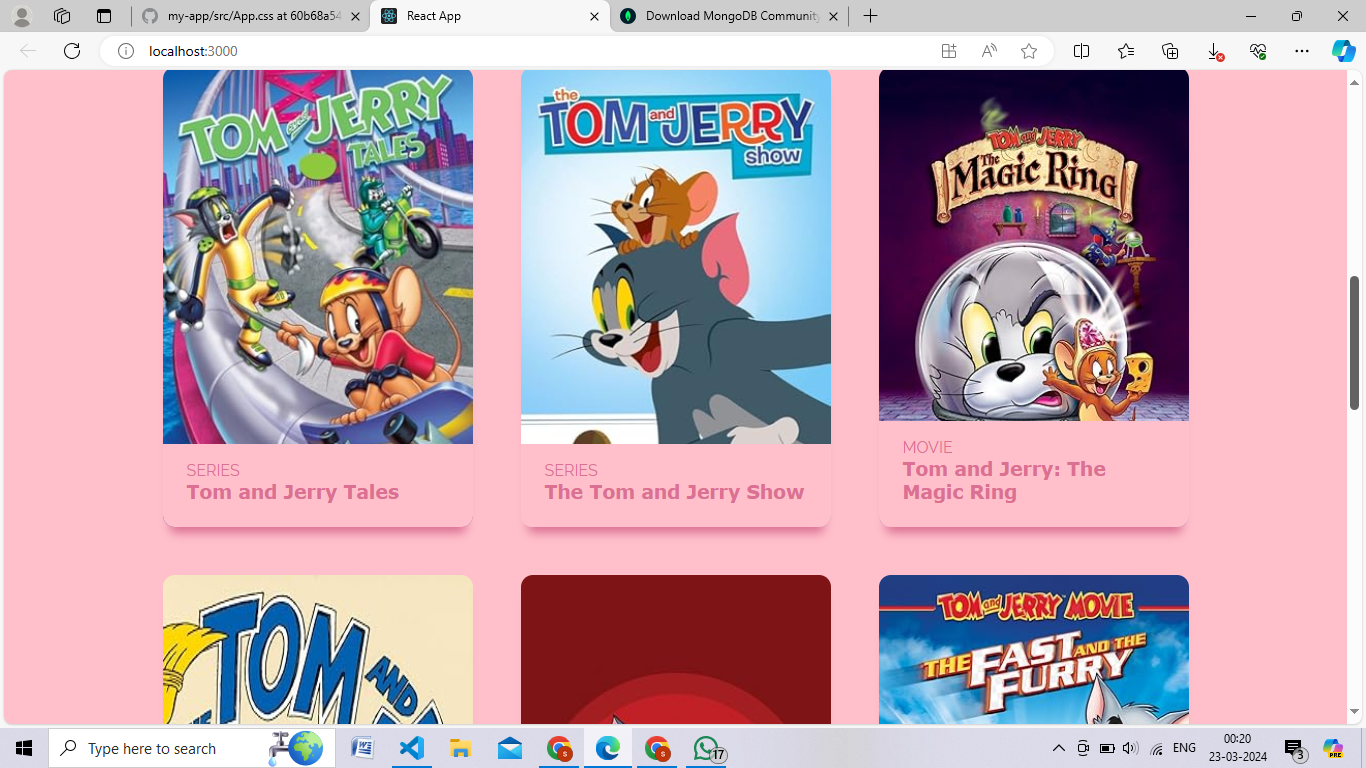 my-app/src/App.css at 60b68a54
React App
Download MongoDB Community
localhost:3000
TOM and JERRY
TALES
the
TOM and JERRY
show
TOM and JERRY
The
MAGIC RING
SERIES
Tom and Jerry Tales
SERIES
The Tom and Jerry Show
MOVIE
Tom and Jerry: The
Magic Ring
TOM AND
TOM and JERRY MOVIE
THE FAST AND THE
FURRY
Type here to search
17
ENG
00:20
23-03-2024
3
PRE